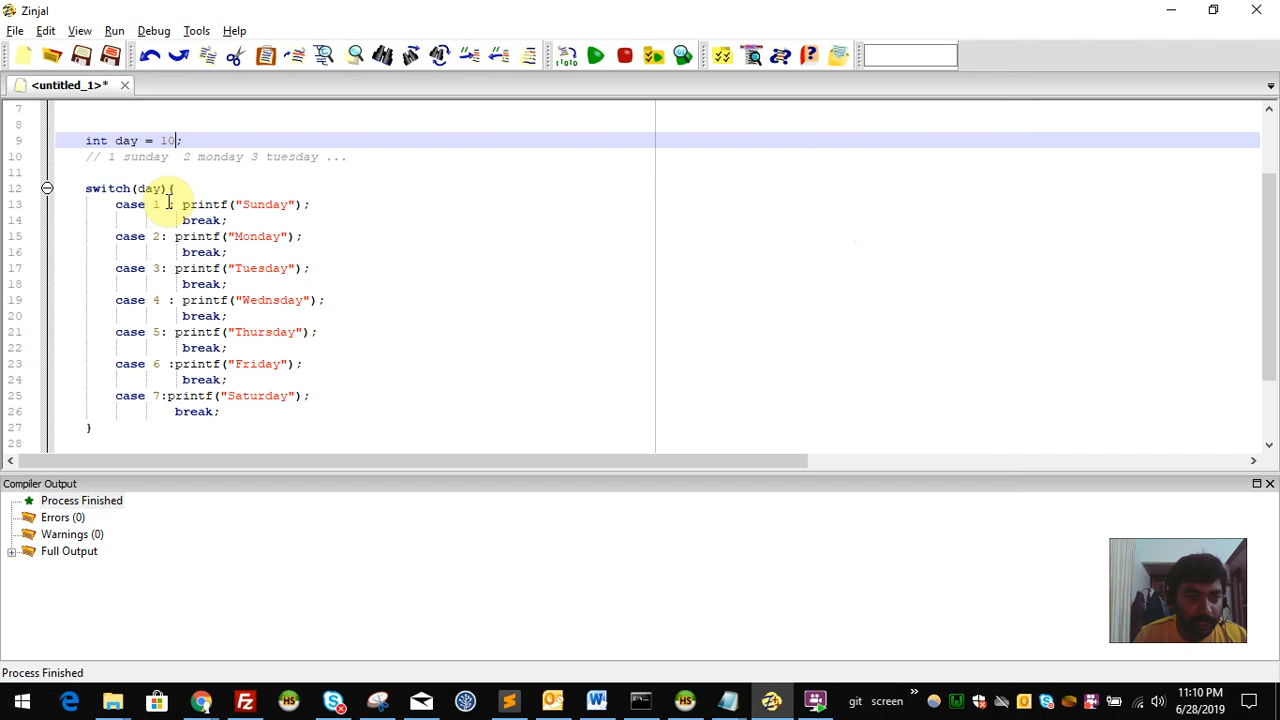 Zinjal
File Edit View Run Debug Tools Help
<untitled_1>*
7
8
9 int day = 10;
10 // 1 sunday 2 monday 3 tuesday ...
11
12 switch(day){
13 case 1 : printf("Sunday");
14 break;
15 case 2: printf("Monday");
16 break;
17 case 3: printf("Tuesday");
18 break;
19 case 4 : printf("Wednsday");
20 break;
21 case 5: printf("Thursday");
22 break;
23 case 6 :printf("Friday");
24 break;
25 case 7:printf("Saturday");
26 break;
27 }
28
Compiler Output
Process Finished
Errors (0)
Warnings (0)
Full Output
Process Finished
git screen
11:10 PM
6/28/2019